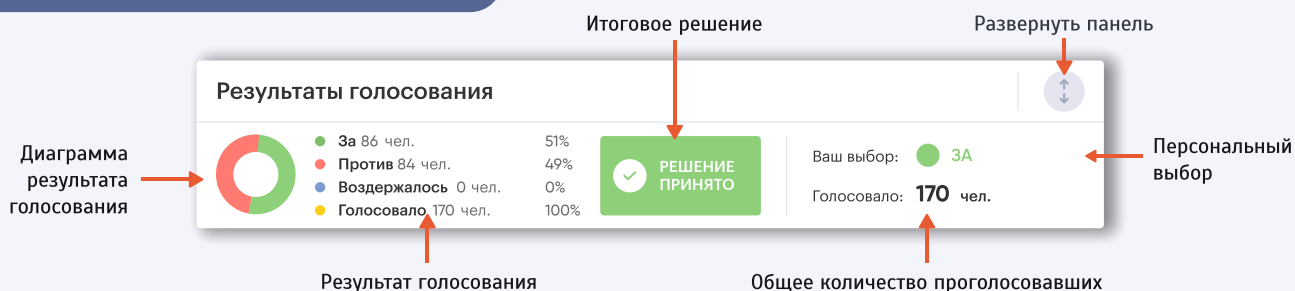 Итоговое решение
Развернуть панель
Результаты голосования
Диаграмма
результата
голосования
За 86 чел. 51%
Против 84 чел. 49%
Воздержалось 0 чел. 0%
Голосовало 170 чел. 100%
РЕШЕНИЕ
ПРИНЯТО
Ваш выбор: ЗА
Голосовало: 170 чел.
Персональный
выбор
Результат голосования
Общее количество проголосовавших